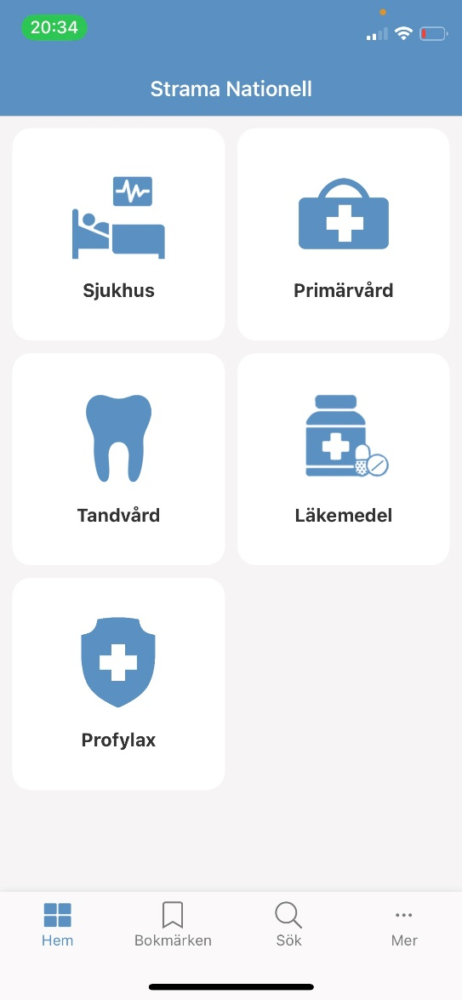 20:34
Strama Nationell
Sjukhus
Primärvård
Tandvård
Läkemedel
Profylax
Hem
Bokmärken
Sök
Mer